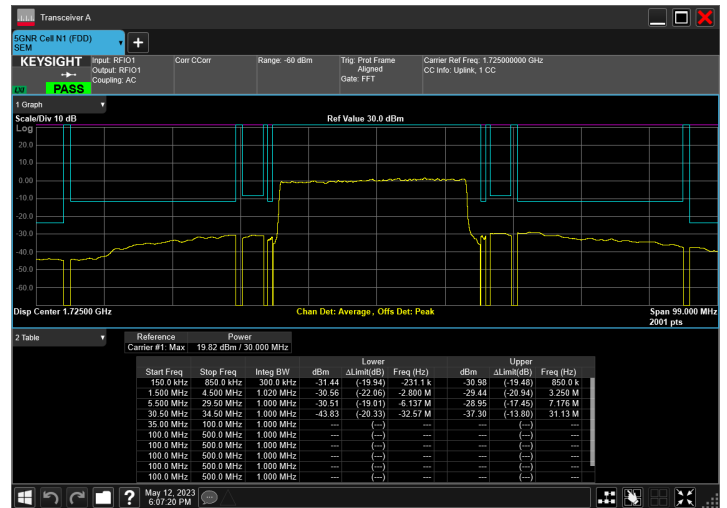 Transceiver A
5GNR Cell N1 (FDD)
SEM
KEYSIGHT
Input: RFIO1
Output: RFIO1
Coupling: AC
Corr CCorr
Range: -60 dBm
Trig: Prot Frame
Aligned
Gate: FFT
Carrier Ref Freq: 1.725000000 GHz
CC Info: Uplink, 1 CC
PASS
1 Graph
Scale/Div 10 dB
Ref Value 30.0 dBm
Log
20.0
10.0
0.00
-10.0
-20.0
-30.0
-40.0
-50.0
-60.0
Disp Center 1.72500 GHz
Chan Det: Average, Offs Det: Peak
Span 99.000 MHz
2001 pts
2 Table
Reference Power
Carrier #1: Max 19.82 dBm / 30.000 MHz
Lower Upper
Start Freq Stop Freq Integ BW dBm ΔLimit(dB) Freq (Hz) dBm ΔLimit(dB) Freq (Hz)
150.0 kHz 850.0 kHz 300.0 kHz -31.44 (-19.94) -231.1 k -30.98 (-19.48) 850.0 k
1.500 MHz 4.500 MHz 1.020 MHz -30.56 (-22.06) -2.800 M -29.44 (-20.94) 3.250 M
5.500 MHz 29.50 MHz 1.000 MHz -30.51 (-19.01) -6.137 M -28.95 (-17.45) 7.176 M
30.50 MHz 34.50 MHz 1.000 MHz -43.83 (-20.33) -32.57 M -37.30 (-13.80) 31.13 M
35.00 MHz 100.0 MHz 1.000 MHz --- (---) --- --- (---) ---
100.0 MHz 500.0 MHz 1.000 MHz --- (---) --- --- (---) ---
100.0 MHz 500.0 MHz 1.000 MHz --- (---) --- --- (---) ---
100.0 MHz 500.0 MHz 1.000 MHz --- (---) --- --- (---) ---
100.0 MHz 500.0 MHz 1.000 MHz --- (---) --- --- (---) ---
100.0 MHz 500.0 MHz 1.000 MHz --- (---) --- --- (---) ---
May 12, 2023
6:07:20 PM